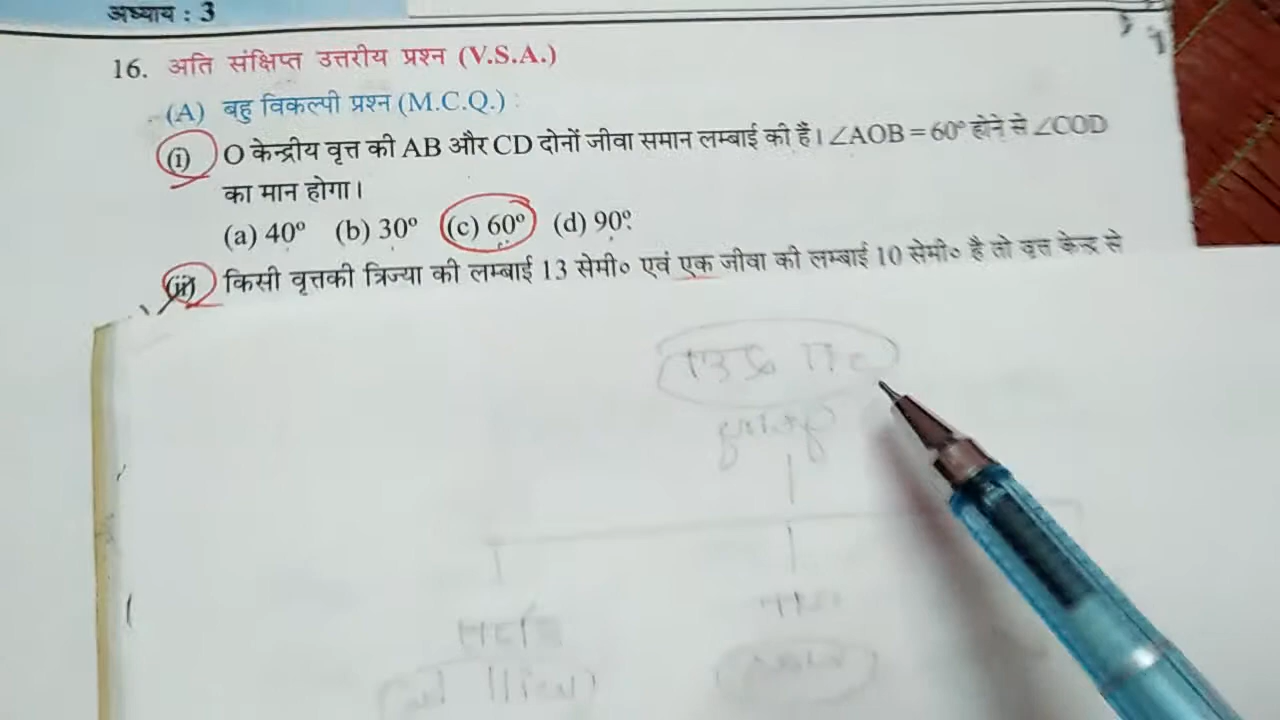 अध्याय : 3
16. अति संक्षिप्त उत्तरीय प्रश्न (V.S.A.)
(A) बहु विकल्पी प्रश्न (M.C.Q.) :
(i) O केन्द्रीय वृत्त की AB और CD दोनों जीवा समान लम्बाई की हैं। ∠AOB = 60° होने से ∠COD
का मान होगा।
(a) 40° (b) 30° (c) 60° (d) 90°.
(ii) किसी वृत्तकी त्रिज्या की लम्बाई 13 सेमी० एवं एक जीवा की लम्बाई 10 सेमी० है तो वृत्त केन्द्र से